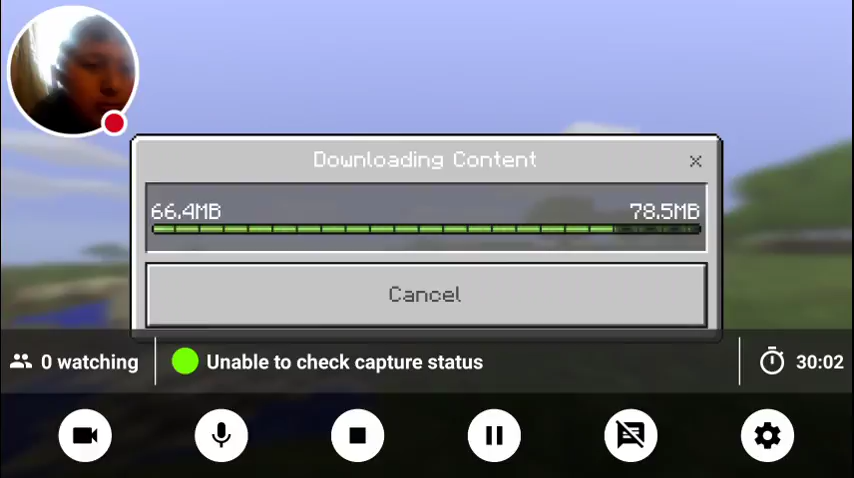 Downloading Content
66.4MB 78.5MB
Cancel
0 watching
Unable to check capture status
30:02